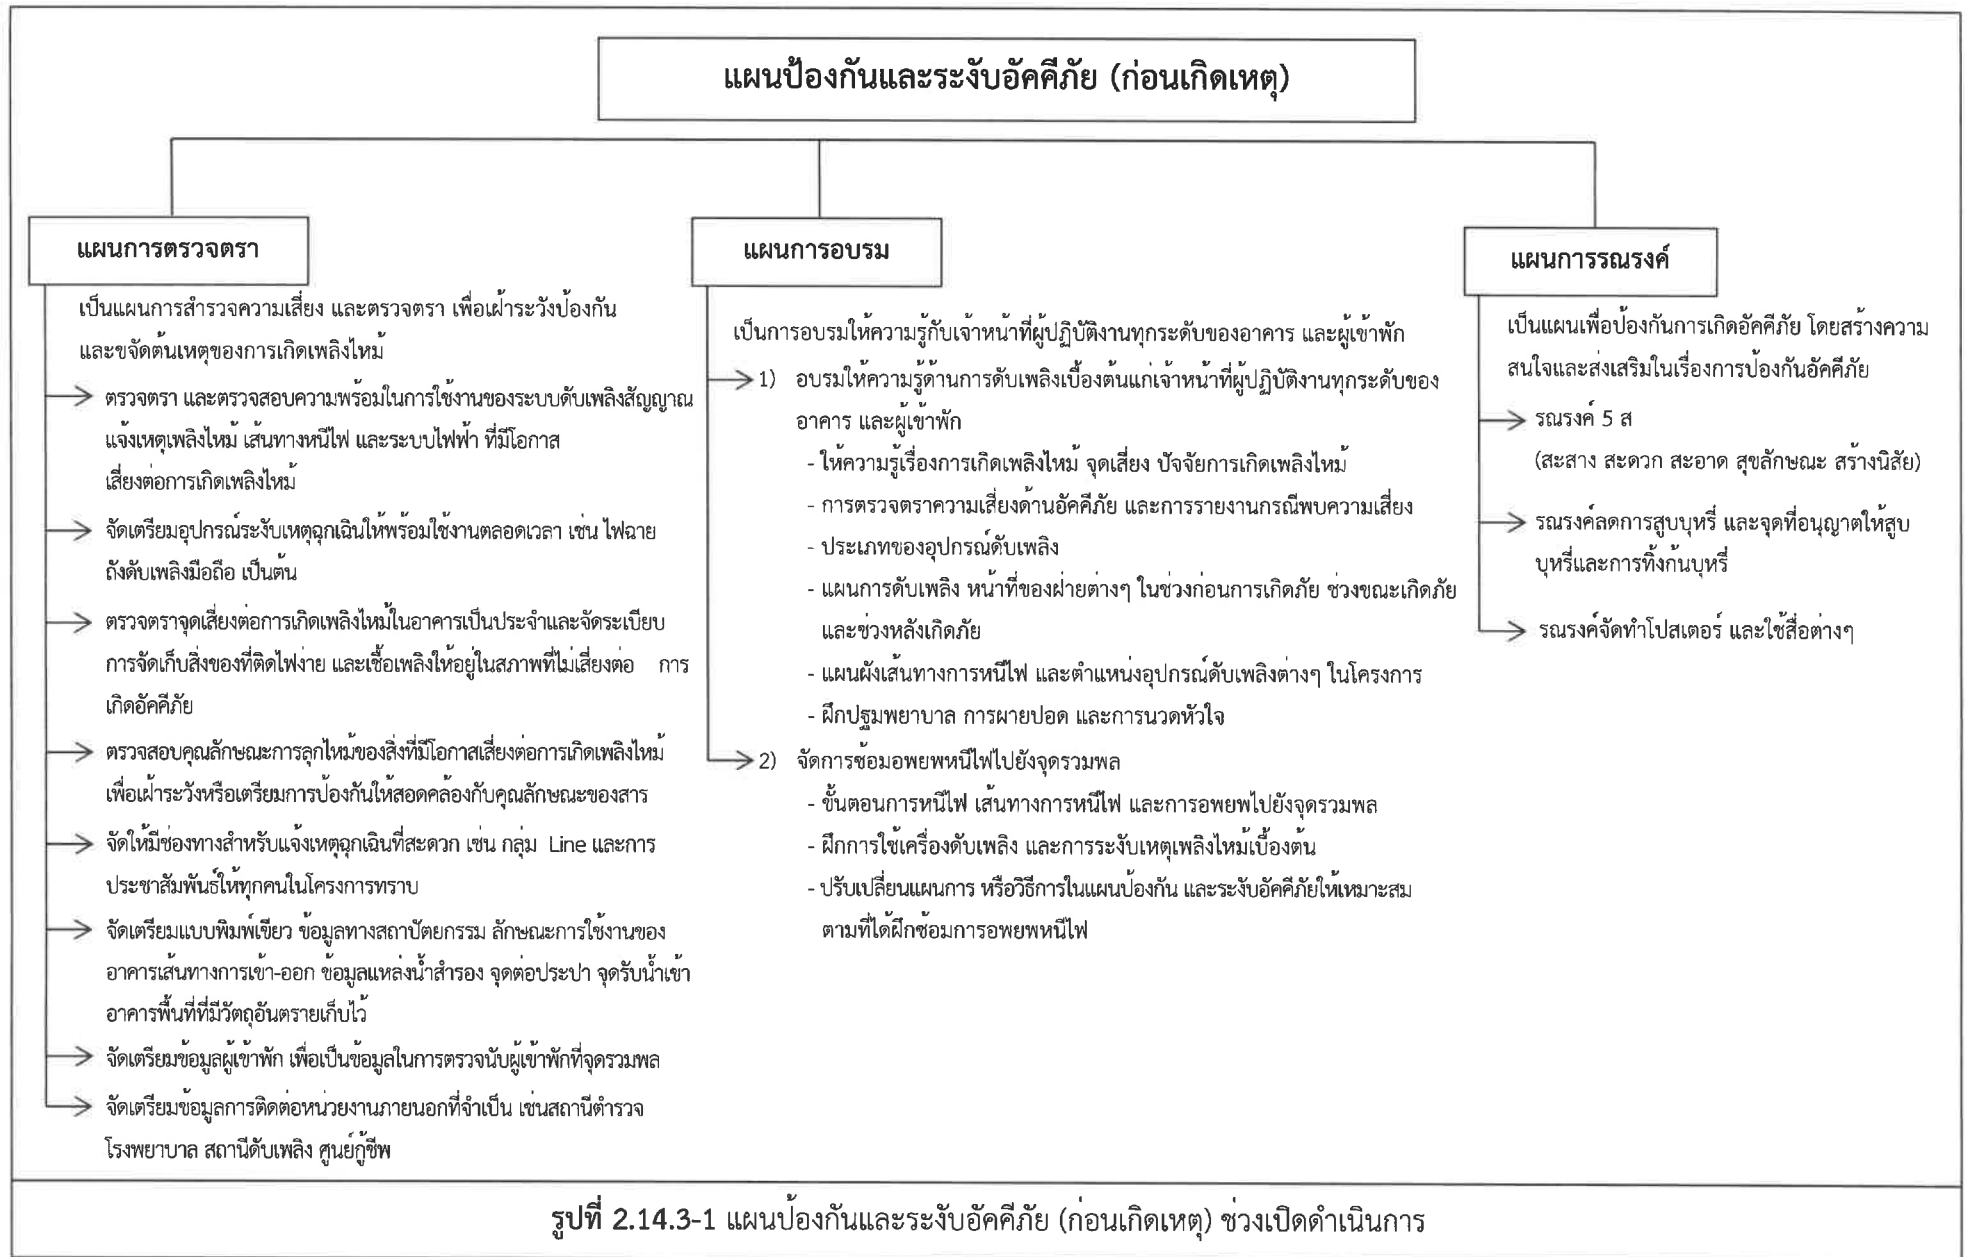 แผนป้องกันและระงับอัคคีภัย (ก่อนเกิดเหตุ)
แผนการตรวจตรา
เป็นแผนการสำรวจความเสี่ยง และตรวจตรา เพื่อเฝ้าระวังป้องกัน
และขจัดต้นเหตุของการเกิดเพลิงไหม้
ตรวจตรา และตรวจสอบความพร้อมในการใช้งานของระบบดับเพลิงสัญญาณ
แจ้งเหตุเพลิงไหม้ เส้นทางหนีไฟ และระบบไฟฟ้า ที่มีโอกาส
เสี่ยงต่อการเกิดเพลิงไหม้
จัดเตรียมอุปกรณ์ระงับเหตุฉุกเฉินให้พร้อมใช้งานตลอดเวลา เช่น ไฟฉาย
ถังดับเพลิงมือถือ เป็นต้น
ตรวจตราจุดเสี่ยงต่อการเกิดเพลิงไหม้ในอาคารเป็นประจำและจัดระเบียบ
การจัดเก็บสิ่งของที่ติดไฟง่าย และเชื้อเพลิงให้อยู่ในสภาพที่ไม่เสี่ยงต่อ การ
เกิดอัคคีภัย
ตรวจสอบคุณลักษณะการลุกไหม้ของสิ่งที่มีโอกาสเสี่ยงต่อการเกิดเพลิงไหม้
เพื่อเฝ้าระวังหรือเตรียมการป้องกันให้สอดคล้องกับคุณลักษณะของสาร
จัดให้มีช่องทางสำหรับแจ้งเหตุฉุกเฉินที่สะดวก เช่น กลุ่ม Line และการ
ประชาสัมพันธ์ให้ทุกคนในโครงการทราบ
จัดเตรียมแบบพิมพ์เขียว ข้อมูลทางสถาปัตยกรรม ลักษณะการใช้งานของ
อาคารเส้นทางการเข้า-ออก ข้อมูลแหล่งน้ำสำรอง จุดต่อประปา จุดรับน้ำเข้า
อาคารพื้นที่ที่มีวัตถุอันตรายเก็บไว้
จัดเตรียมข้อมูลผู้เข้าพัก เพื่อเป็นข้อมูลในการตรวจนับผู้เข้าพักที่จุดรวมพล
จัดเตรียมข้อมูลการติดต่อหน่วยงานภายนอกที่จำเป็น เช่นสถานีตำรวจ
โรงพยาบาล สถานีดับเพลิง ศูนย์กู้ชีพ
แผนการอบรม
เป็นการอบรมให้ความรู้กับเจ้าหน้าที่ผู้ปฏิบัติงานทุกระดับของอาคาร และผู้เข้าพัก
1) อบรมให้ความรู้ด้านการดับเพลิงเบื้องต้นแก่เจ้าหน้าที่ผู้ปฏิบัติงานทุกระดับของ
อาคาร และผู้เข้าพัก
- ให้ความรู้เรื่องการเกิดเพลิงไหม้ จุดเสี่ยง ปัจจัยการเกิดเพลิงไหม้
- การตรวจตราความเสี่ยงด้านอัคคีภัย และการรายงานกรณีพบความเสี่ยง
- ประเภทของอุปกรณ์ดับเพลิง
- แผนการดับเพลิง หน้าที่ของฝ่ายต่างๆ ในช่วงก่อนการเกิดภัย ช่วงขณะเกิดภัย
และช่วงหลังเกิดภัย
- แผนผังเส้นทางการหนีไฟ และตำแหน่งอุปกรณ์ดับเพลิงต่างๆ ในโครงการ
- ฝึกปฐมพยาบาล การผายปอด และการนวดหัวใจ
2) จัดการซ้อมอพยพหนีไฟไปยังจุดรวมพล
- ขั้นตอนการหนีไฟ เส้นทางการหนีไฟ และการอพยพไปยังจุดรวมพล
- ฝึกการใช้เครื่องดับเพลิง และการระงับเหตุเพลิงไหม้เบื้องต้น
- ปรับเปลี่ยนแผนการ หรือวิธีการในแผนป้องกัน และระงับอัคคีภัยให้เหมาะสม
ตามที่ได้ฝึกซ้อมการอพยพหนีไฟ
แผนการรณรงค์
เป็นแผนเพื่อป้องกันการเกิดอัคคีภัย โดยสร้างความ
สนใจและส่งเสริมในเรื่องการป้องกันอัคคีภัย
รณรงค์ 5 ส
(สะสาง สะดวก สะอาด สุขลักษณะ สร้างนิสัย)
รณรงค์ลดการสูบบุหรี่ และจุดที่อนุญาตให้สูบ
บุหรี่และการทิ้งก้นบุหรี่
รณรงค์จัดทำโปสเตอร์ และใช้สื่อต่างๆ
รูปที่ 2.14.3-1 แผนป้องกันและระงับอัคคีภัย (ก่อนเกิดเหตุ) ช่วงเปิดดำเนินการ